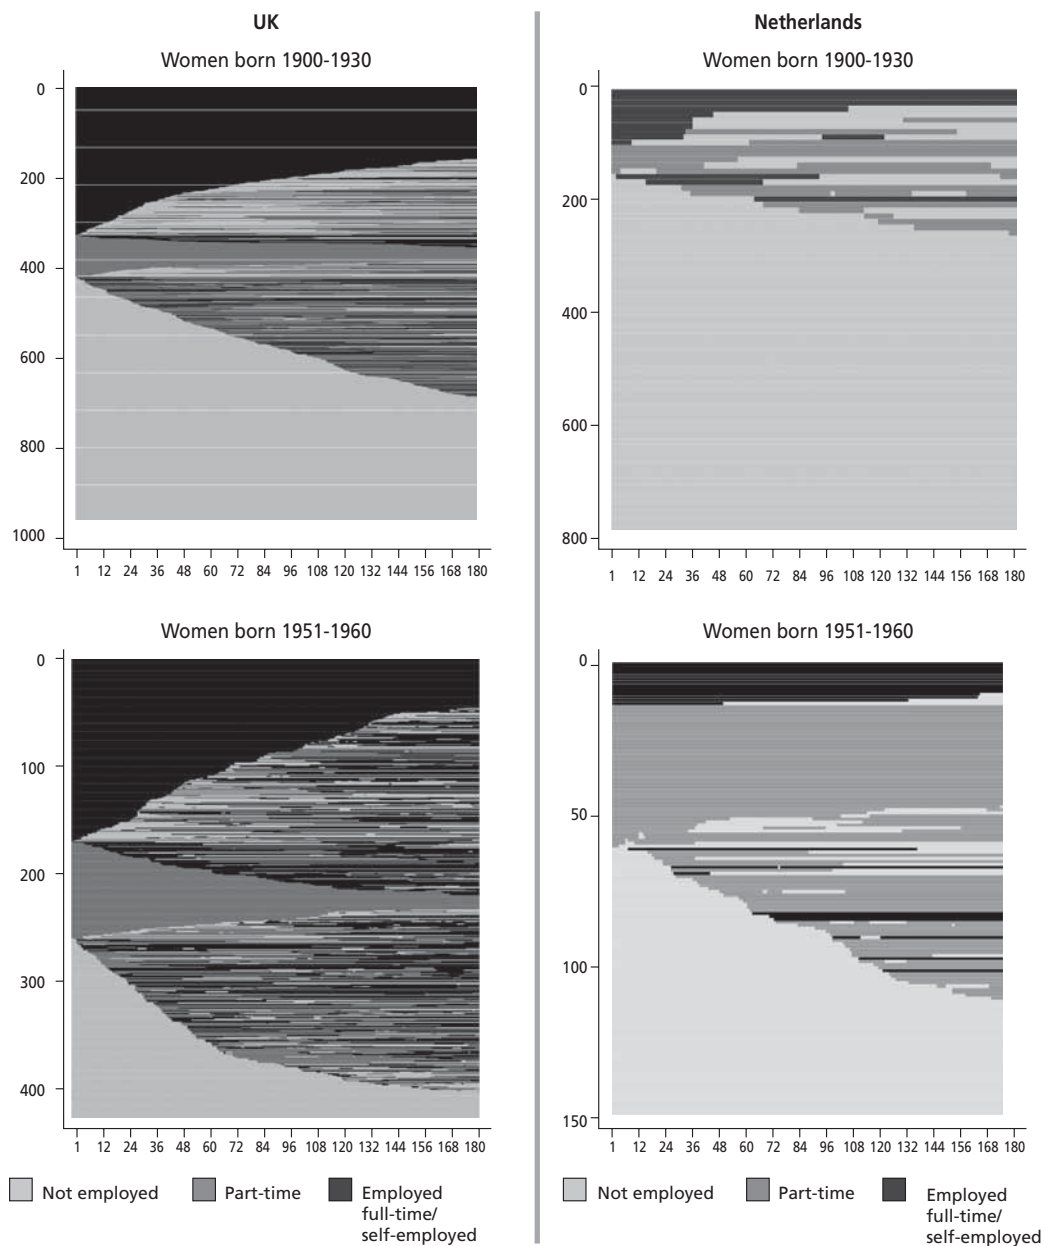 UK
Women born 1900-1930
0
200
400
600
800
1000
1 12 24 36 48 60 72 84 96 108 120 132 144 156 168 180
Women born 1951-1960
0
100
200
300
400
1 12 24 36 48 60 72 84 96 108 120 132 144 156 168 180
Not employed
Part-time
Employed
full-time/
self-employed
Netherlands
Women born 1900-1930
0
200
400
600
800
1 12 24 36 48 60 72 84 96 108 120 132 144 156 168 180
Women born 1951-1960
0
50
100
150
1 12 24 36 48 60 72 84 96 108 120 132 144 156 168 180
Not employed
Part-time
Employed
full-time/
self-employed